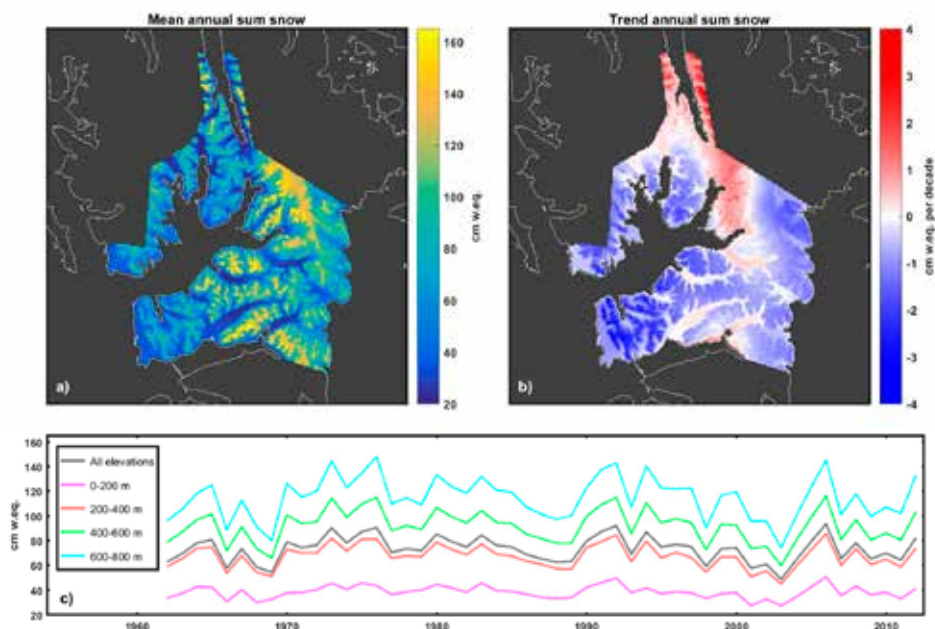 Mean annual sum snow
Trend annual sum snow
160
140
120
100
80
60
40
20
cm w.eq.
a)
4
3
2
1
0
-1
-2
-3
-4
cm w.eq. per decade
b)
160
140
120
100
80
60
40
20
cm w.eq.
All elevations
0-200 m
200-400 m
400-600 m
600-800 m
c)
1960 1970 1980 1990 2000 2010